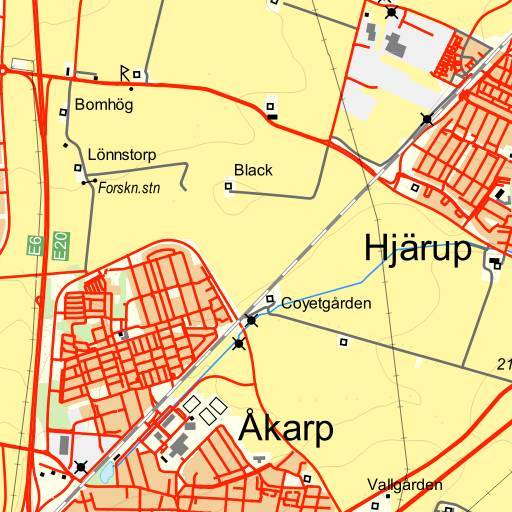 Bomhög
Lönnstorp
Forskn.stn
Black
E6
E20
Hjärup
Coyetgården
21
Åkarp
Vallgården